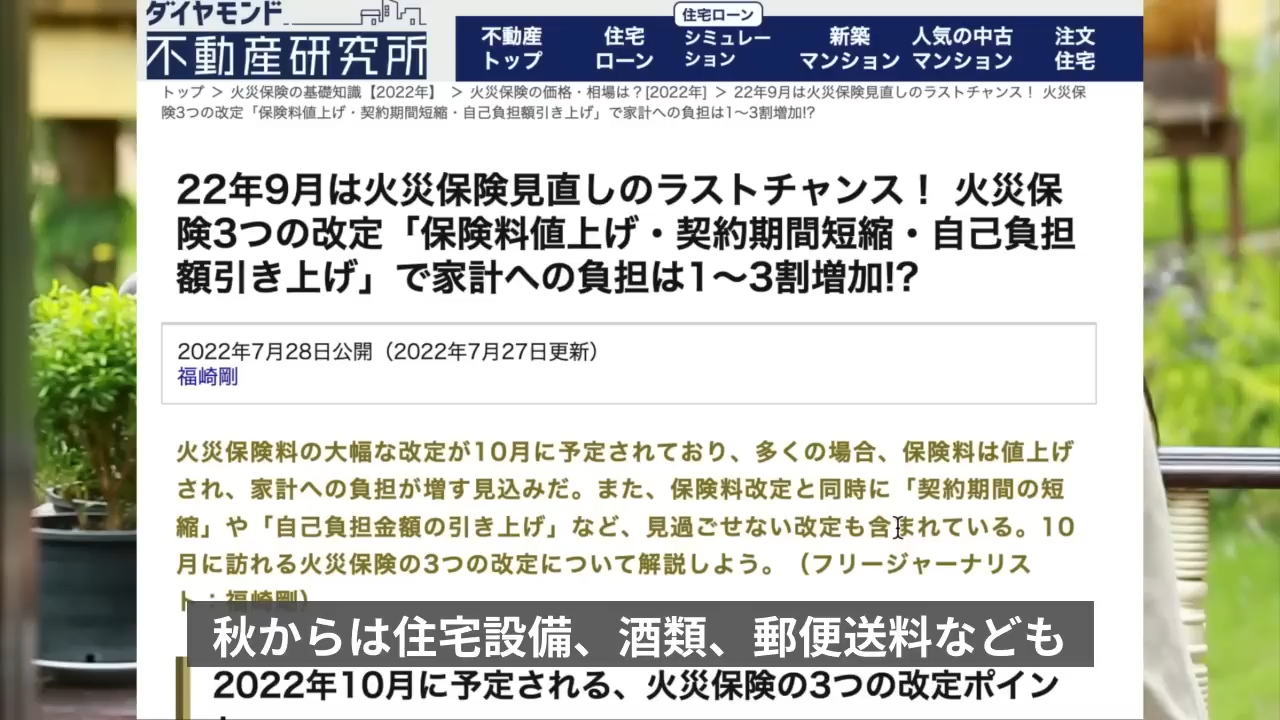 ダイヤモンド
不動産研究所
不動産
トップ
住宅
ローン
住宅ローン
シミュレー
ション
新築
マンション
人気の中古
マンション
注文
住宅
トップ ＞ 火災保険の基礎知識【2022年】 ＞ 火災保険の価格・相場は？[2022年] ＞ 22年9月は火災保険見直しのラストチャンス！ 火災保
険3つの改定「保険料値上げ・契約期間短縮・自己負担額引き上げ」で家計への負担は1〜3割増加!?
22年9月は火災保険見直しのラストチャンス！ 火災保
険3つの改定「保険料値上げ・契約期間短縮・自己負担
額引き上げ」で家計への負担は1〜3割増加!?
2022年7月28日公開（2022年7月27日更新）
福崎剛
火災保険料の大幅な改定が10月に予定されており、多くの場合、保険料は値上げ
され、家計への負担が増す見込みだ。また、保険料改定と同時に「契約期間の短
縮」や「自己負担金額の引き上げ」など、見過ごせない改定も含まれている。10
月に訪れる火災保険の3つの改定について解説しよう。（フリージャーナリス
ト：福崎剛）
秋からは住宅設備、酒類、郵便送料なども
2022年10月に予定される、火災保険の3つの改定ポイン